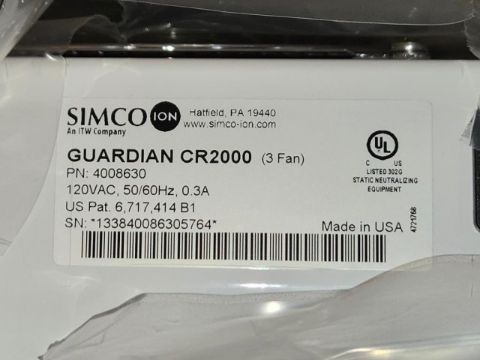 SIMCO ION
An ITW Company
Hatfield, PA 19440
www.simco-ion.com
GUARDIAN CR2000 (3 Fan)
PN: 4008630
120VAC, 50/60Hz, 0.3A
US Pat. 6,717,414 B1
SN: *133840086305764*
Made in USA
UL
C US
LISTED 302G
STATIC NEUTRALIZING
EQUIPMENT
4721768